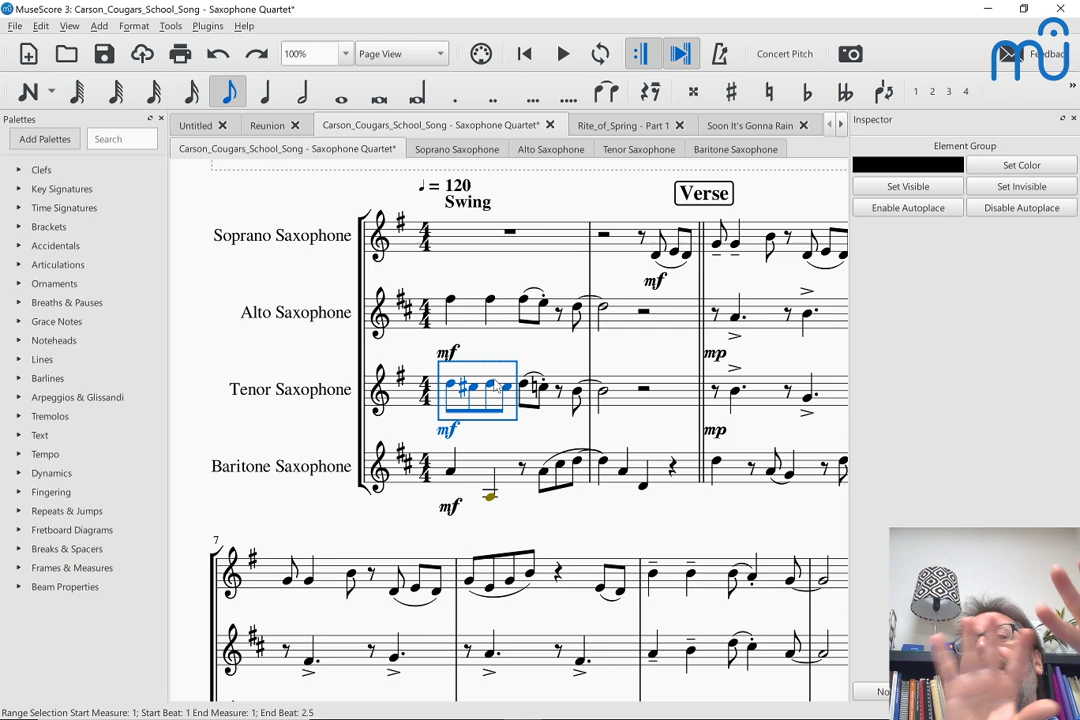 MuseScore 3: Carson_Cougars_School_Song - Saxophone Quartet*
File Edit View Add Format Tools Plugins Help
100% Page View Concert Pitch
1 2 3 4 »
Palettes
Add Palettes Search
Untitled Reunion Carson_Cougars_School_Song - Saxophone Quartet* Rite_of_Spring - Part 1 Soon It's Gonna Rain
Carson_Cougars_School_Song - Saxophone Quartet* Soprano Saxophone Alto Saxophone Tenor Saxophone Baritone Saxophone
Inspector
Element Group
Set Color
Set Visible Set Invisible
Enable Autoplace Disable Autoplace
Clefs
Key Signatures
Time Signatures
Brackets
Accidentals
Articulations
Ornaments
Breaths & Pauses
Grace Notes
Noteheads
Lines
Barlines
Arpeggios & Glissandi
Tremolos
Text
Tempo
Dynamics
Fingering
Repeats & Jumps
Fretboard Diagrams
Breaks & Spacers
Frames & Measures
Beam Properties
♩ = 120
Swing
Verse
Soprano Saxophone
mf
Alto Saxophone
mf mp
Tenor Saxophone
mf mp
Baritone Saxophone
mf
7
Range Selection Start Measure: 1; Start Beat: 1 End Measure: 1; End Beat: 2.5